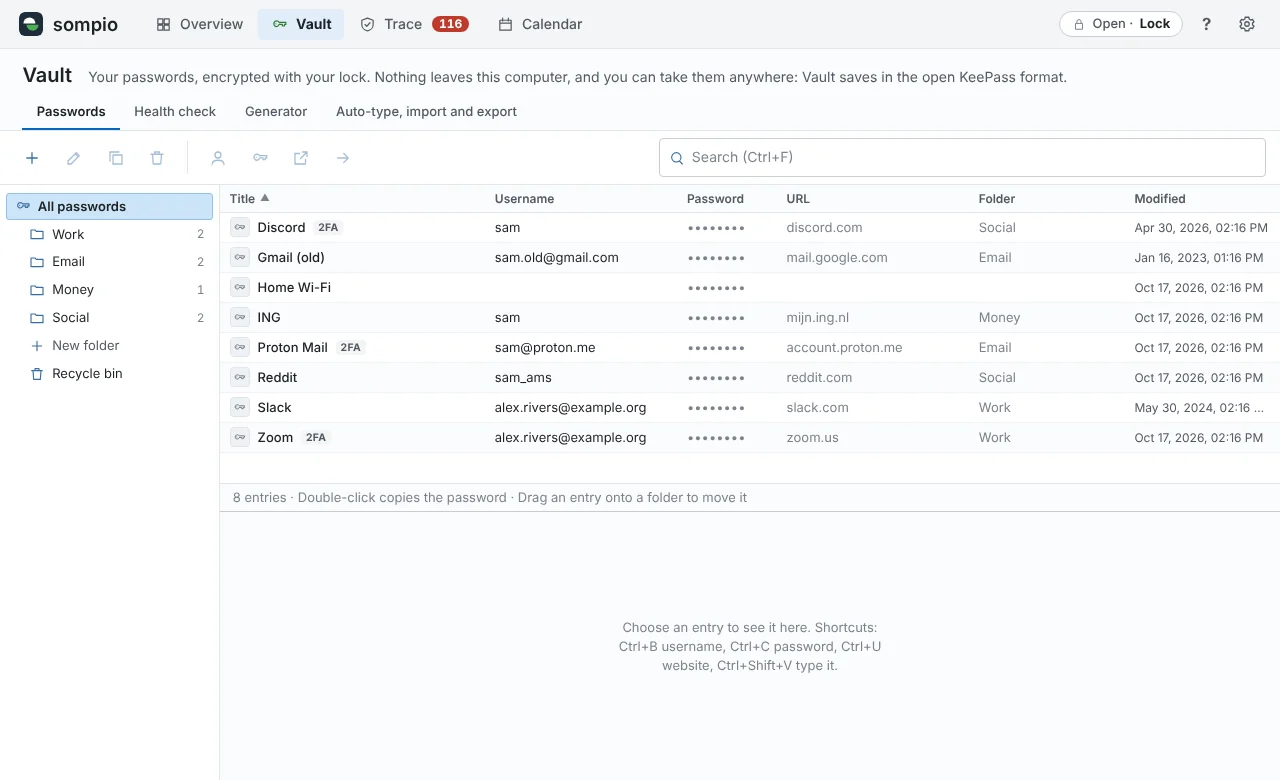 sompio Overview Vault Trace 116 Calendar Open · Lock ?
Vault Your passwords, encrypted with your lock. Nothing leaves this computer, and you can take them anywhere: Vault saves in the open KeePass format.
Passwords Health check Generator Auto-type, import and export
Search (Ctrl+F)
All passwords
Work 2
Email 2
Money 1
Social 2
New folder
Recycle bin
Title Username Password URL Folder Modified
Discord 2FA sam •••••••• discord.com Social Apr 30, 2026, 02:16 PM
Gmail (old) sam.old@gmail.com •••••••• mail.google.com Email Jan 16, 2023, 01:16 PM
Home Wi-Fi •••••••• Oct 17, 2026, 02:16 PM
ING sam •••••••• mijn.ing.nl Money Oct 17, 2026, 02:16 PM
Proton Mail 2FA sam@proton.me •••••••• account.proton.me Email Oct 17, 2026, 02:16 PM
Reddit sam_ams •••••••• reddit.com Social Oct 17, 2026, 02:16 PM
Slack alex.rivers@example.org •••••••• slack.com Work May 30, 2024, 02:16 ...
Zoom 2FA alex.rivers@example.org •••••••• zoom.us Work Oct 17, 2026, 02:16 PM
8 entries · Double-click copies the password · Drag an entry onto a folder to move it
Choose an entry to see it here. Shortcuts:
Ctrl+B username, Ctrl+C password, Ctrl+U
website, Ctrl+Shift+V type it.